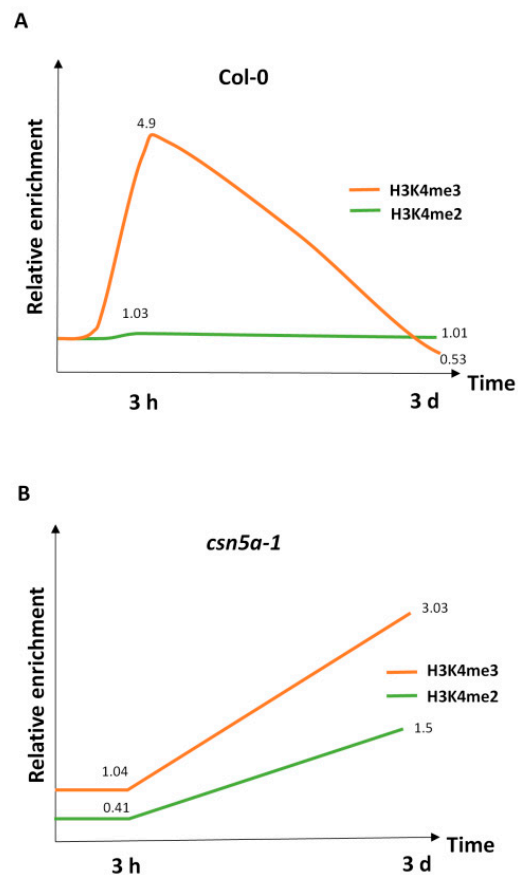 A
Col-0
4.9
H3K4me3
H3K4me2
Relative enrichment
1.03
1.01
0.53
Time
3 h
3 d
B
csn5a-1
3.03
Relative enrichment
H3K4me3
H3K4me2
1.5
1.04
0.41
Time
3 h
3 d